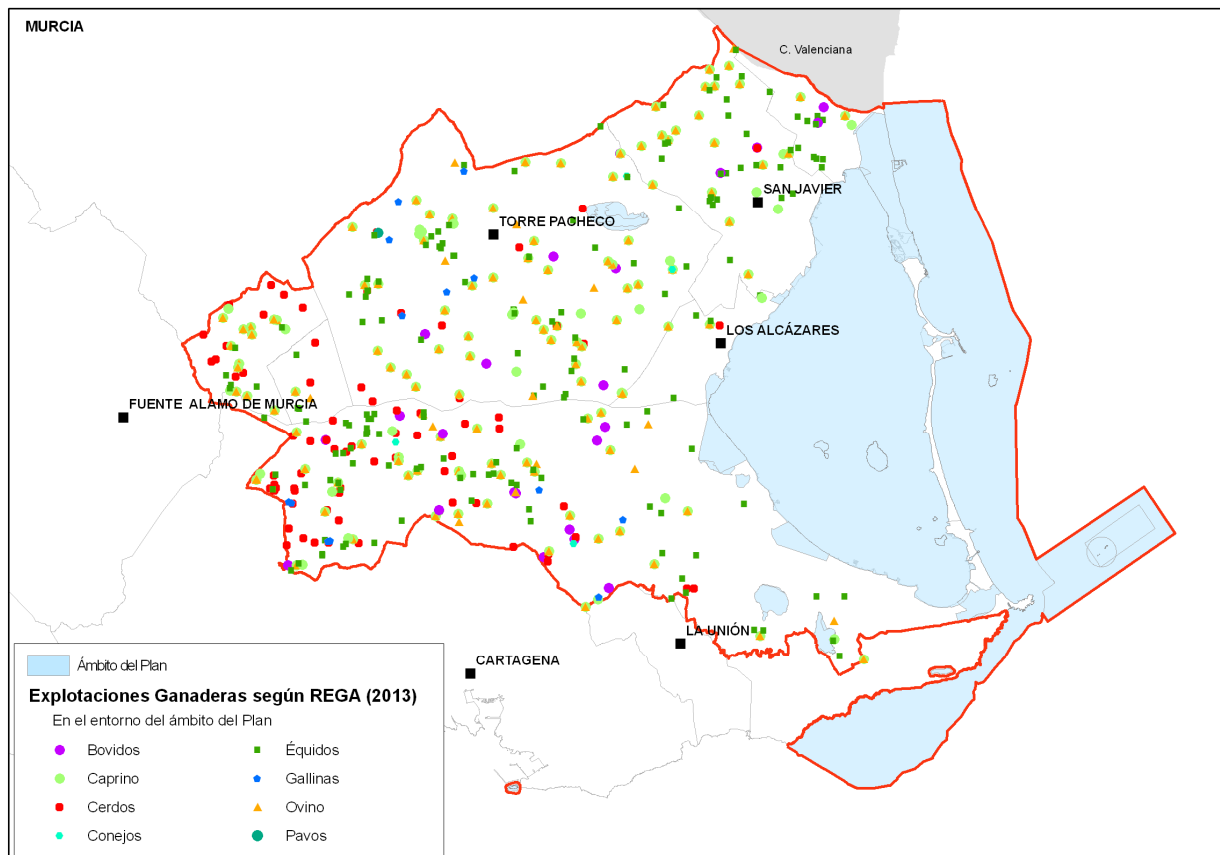 MURCIA
C. Valenciana
SAN JAVIER
TORRE PACHECO
LOS ALCÁZARES
FUENTE ALAMO DE MURCIA
LA UNIÓN
CARTAGENA
Ámbito del Plan
Explotaciones Ganaderas según REGA (2013)
En el entorno del ámbito del Plan
Bovidos
Équidos
Caprino
Gallinas
Cerdos
Ovino
Conejos
Pavos